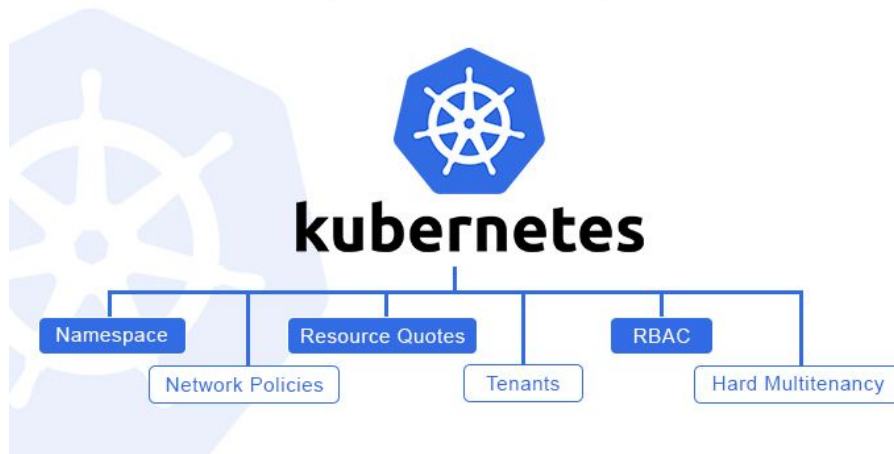 kubernetes
Namespace
Resource Quotes
RBAC
Network Policies
Tenants
Hard Multitenancy